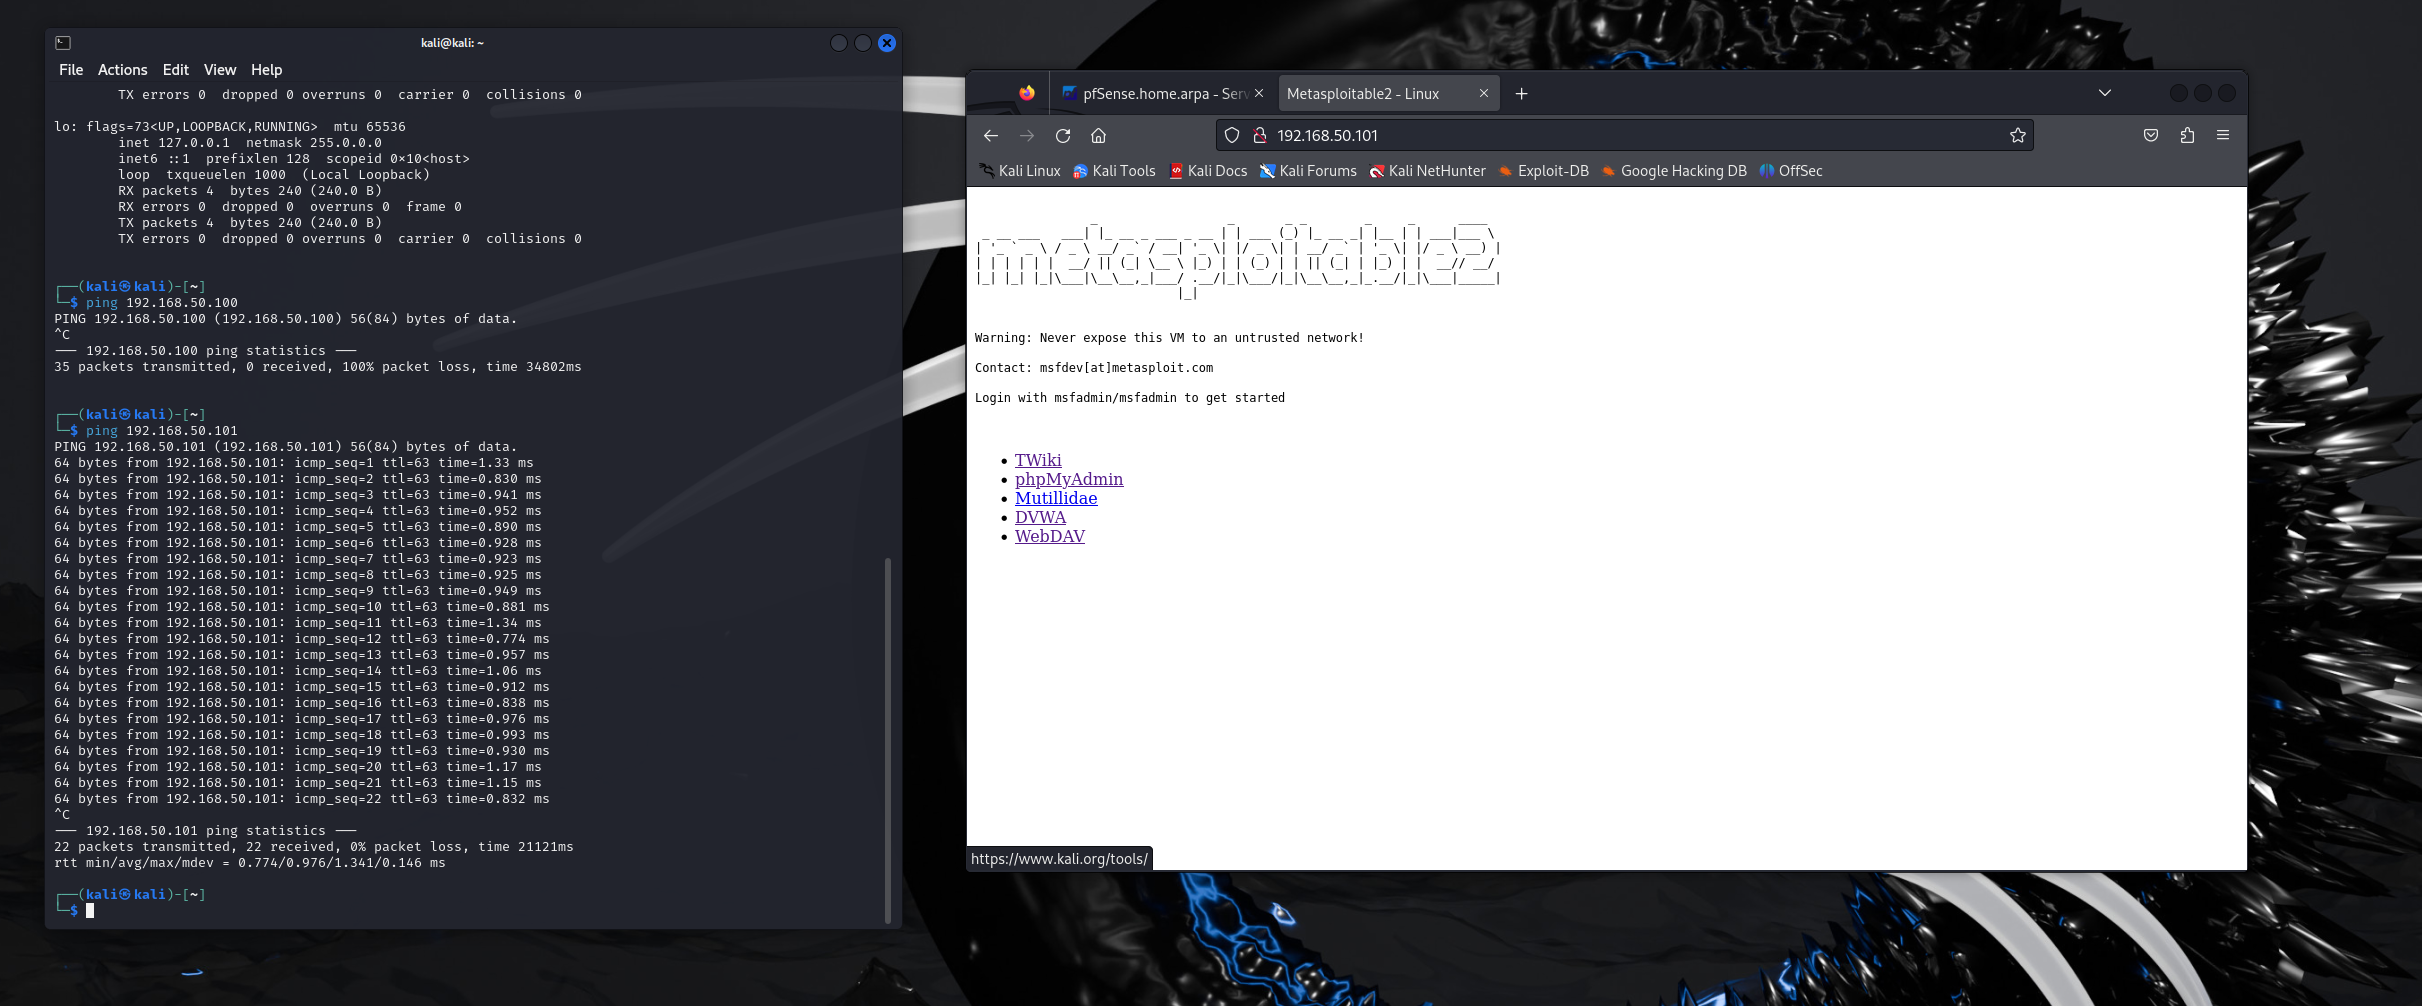 kali@kali: ~
File Actions Edit View Help
TX errors 0 dropped 0 overruns 0 carrier 0 collisions 0
lo: flags=73<UP,LOOPBACK,RUNNING> mtu 65536
inet 127.0.0.1 netmask 255.0.0.0
inet6 ::1 prefixlen 128 scopeid 0×10<host>
loop txqueuelen 1000 (Local Loopback)
RX packets 4 bytes 240 (240.0 B)
RX errors 0 dropped 0 overruns 0 frame 0
TX packets 4 bytes 240 (240.0 B)
TX errors 0 dropped 0 overruns 0 carrier 0 collisions 0
┌──(kali㉿kali)-[~]
└─$ ping 192.168.50.100
PING 192.168.50.100 (192.168.50.100) 56(84) bytes of data.
^C
--- 192.168.50.100 ping statistics ---
35 packets transmitted, 0 received, 100% packet loss, time 34802ms
┌──(kali㉿kali)-[~]
└─$ ping 192.168.50.101
PING 192.168.50.101 (192.168.50.101) 56(84) bytes of data.
64 bytes from 192.168.50.101: icmp_seq=1 ttl=63 time=1.33 ms
64 bytes from 192.168.50.101: icmp_seq=2 ttl=63 time=0.830 ms
64 bytes from 192.168.50.101: icmp_seq=3 ttl=63 time=0.941 ms
64 bytes from 192.168.50.101: icmp_seq=4 ttl=63 time=0.952 ms
64 bytes from 192.168.50.101: icmp_seq=5 ttl=63 time=0.890 ms
64 bytes from 192.168.50.101: icmp_seq=6 ttl=63 time=0.928 ms
64 bytes from 192.168.50.101: icmp_seq=7 ttl=63 time=0.923 ms
64 bytes from 192.168.50.101: icmp_seq=8 ttl=63 time=0.925 ms
64 bytes from 192.168.50.101: icmp_seq=9 ttl=63 time=0.949 ms
64 bytes from 192.168.50.101: icmp_seq=10 ttl=63 time=0.881 ms
64 bytes from 192.168.50.101: icmp_seq=11 ttl=63 time=1.34 ms
64 bytes from 192.168.50.101: icmp_seq=12 ttl=63 time=0.774 ms
64 bytes from 192.168.50.101: icmp_seq=13 ttl=63 time=0.957 ms
64 bytes from 192.168.50.101: icmp_seq=14 ttl=63 time=1.06 ms
64 bytes from 192.168.50.101: icmp_seq=15 ttl=63 time=0.912 ms
64 bytes from 192.168.50.101: icmp_seq=16 ttl=63 time=0.838 ms
64 bytes from 192.168.50.101: icmp_seq=17 ttl=63 time=0.976 ms
64 bytes from 192.168.50.101: icmp_seq=18 ttl=63 time=0.993 ms
64 bytes from 192.168.50.101: icmp_seq=19 ttl=63 time=0.930 ms
64 bytes from 192.168.50.101: icmp_seq=20 ttl=63 time=1.17 ms
64 bytes from 192.168.50.101: icmp_seq=21 ttl=63 time=1.15 ms
64 bytes from 192.168.50.101: icmp_seq=22 ttl=63 time=0.832 ms
^C
--- 192.168.50.101 ping statistics ---
22 packets transmitted, 22 received, 0% packet loss, time 21121ms
rtt min/avg/max/mdev = 0.774/0.976/1.341/0.146 ms
┌──(kali㉿kali)-[~]
└─$
pfSense.home.arpa - Serv
Metasploitable2 - Linux
192.168.50.101
Kali Linux Kali Tools Kali Docs Kali Forums Kali NetHunter Exploit-DB Google Hacking DB OffSec
metasploitable2
Warning: Never expose this VM to an untrusted network!
Contact: msfdev[at]metasploit.com
Login with msfadmin/msfadmin to get started
• TWiki
• phpMyAdmin
• Mutillidae
• DVWA
• WebDAV
https://www.kali.org/tools/